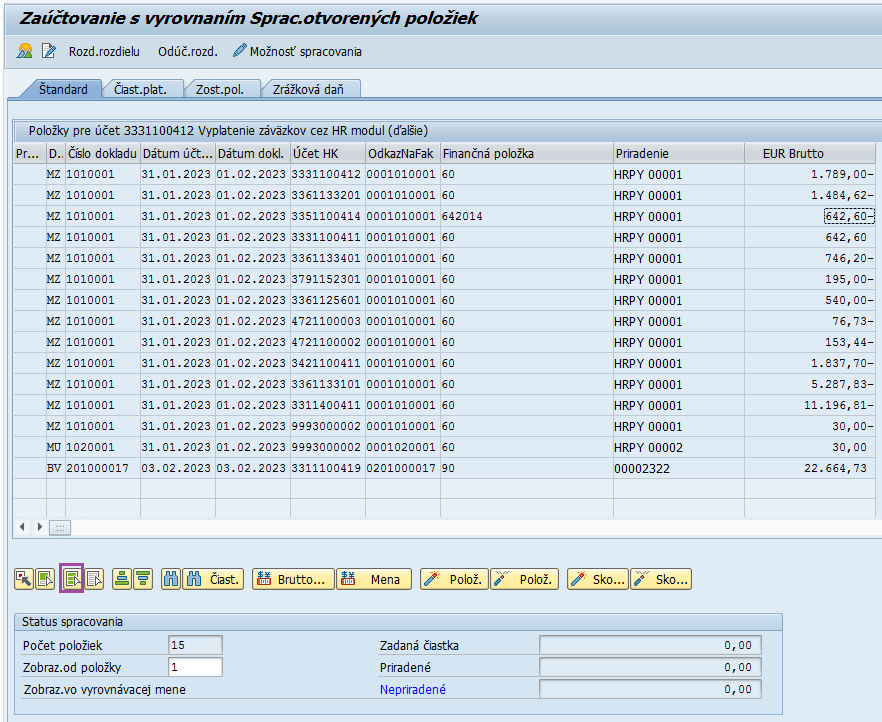 Zaúčtovanie s vyrovnaním Sprac.otvorených položiek
Rozd.rozdielu Odúč.rozd. Možnosť spracovania
Štandard Čiast.plat. Zost.pol. Zrážková daň
Položky pre účet 3331100412 Vyplatenie záväzkov cez HR modul (ďalšie)
Pr... D.. Číslo dokladu Dátum účt... Dátum dokl. Účet HK OdkazNaFak Finančná položka Priradenie EUR Brutto
MZ 1010001 31.01.2023 01.02.2023 3331100412 0001010001 60 HRPY 00001 1.789,00-
MZ 1010001 31.01.2023 01.02.2023 3361133201 0001010001 60 HRPY 00001 1.484,62-
MZ 1010001 31.01.2023 01.02.2023 3351100414 0001010001 642014 HRPY 00001 642,60-
MZ 1010001 31.01.2023 01.02.2023 3331100411 0001010001 60 HRPY 00001 642,60
MZ 1010001 31.01.2023 01.02.2023 3361133401 0001010001 60 HRPY 00001 746,20-
MZ 1010001 31.01.2023 01.02.2023 3791152301 0001010001 60 HRPY 00001 195,00-
MZ 1010001 31.01.2023 01.02.2023 3361125601 0001010001 60 HRPY 00001 540,00-
MZ 1010001 31.01.2023 01.02.2023 4721100003 0001010001 60 HRPY 00001 76,73-
MZ 1010001 31.01.2023 01.02.2023 4721100002 0001010001 60 HRPY 00001 153,44-
MZ 1010001 31.01.2023 01.02.2023 3421100411 0001010001 60 HRPY 00001 1.837,70-
MZ 1010001 31.01.2023 01.02.2023 3361133101 0001010001 60 HRPY 00001 5.287,83-
MZ 1010001 31.01.2023 01.02.2023 3311400411 0001010001 60 HRPY 00001 11.196,81-
MZ 1010001 31.01.2023 01.02.2023 9993000002 0001010001 60 HRPY 00001 30,00-
MU 1020001 31.01.2023 01.02.2023 9993000002 0001020001 60 HRPY 00002 30,00
BV 201000017 03.02.2023 03.02.2023 3311100419 0201000017 90 00002322 22.664,73
Čiast. Brutto... Mena Polož. Polož. Sko... Sko...
Status spracovania
Počet položiek 15 Zadaná čiastka 0,00
Zobraz.od položky 1 Priradené 0,00
Zobraz.vo vyrovnávacej mene Nepriradené 0,00